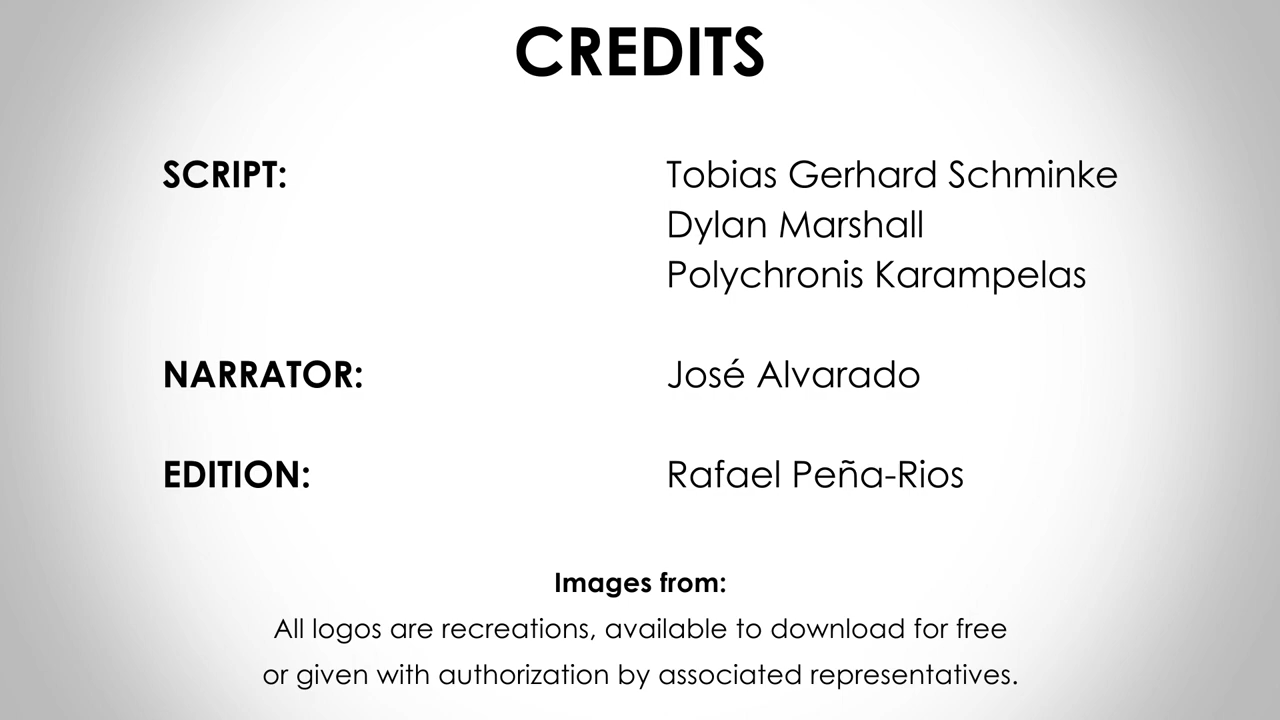 CREDITS
SCRIPT: Tobias Gerhard Schminke
Dylan Marshall
Polychronis Karampelas
NARRATOR: José Alvarado
EDITION: Rafael Peña-Rios
Images from:
All logos are recreations, available to download for free
or given with authorization by associated representatives.